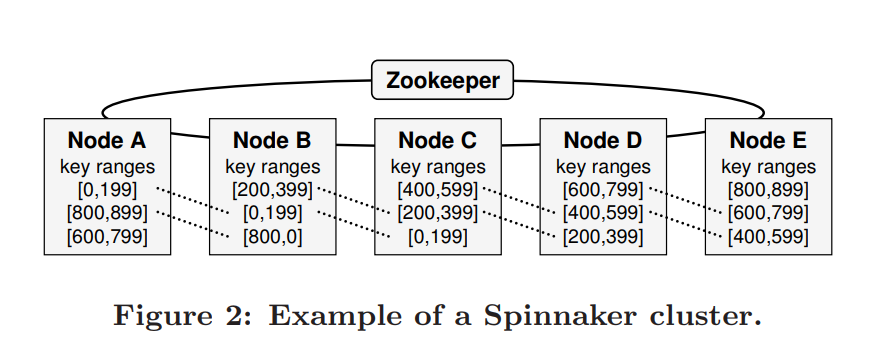 Zookeeper
Node A
key ranges
[0,199]
[800,899]
[600,799]
Node B
key ranges
[200,399]
[0,199]
[800,0]
Node C
key ranges
[400,599]
[200,399]
[0,199]
Node D
key ranges
[600,799]
[400,599]
[200,399]
Node E
key ranges
[800,899]
[600,799]
[400,599]
Figure 2: Example of a Spinnaker cluster.